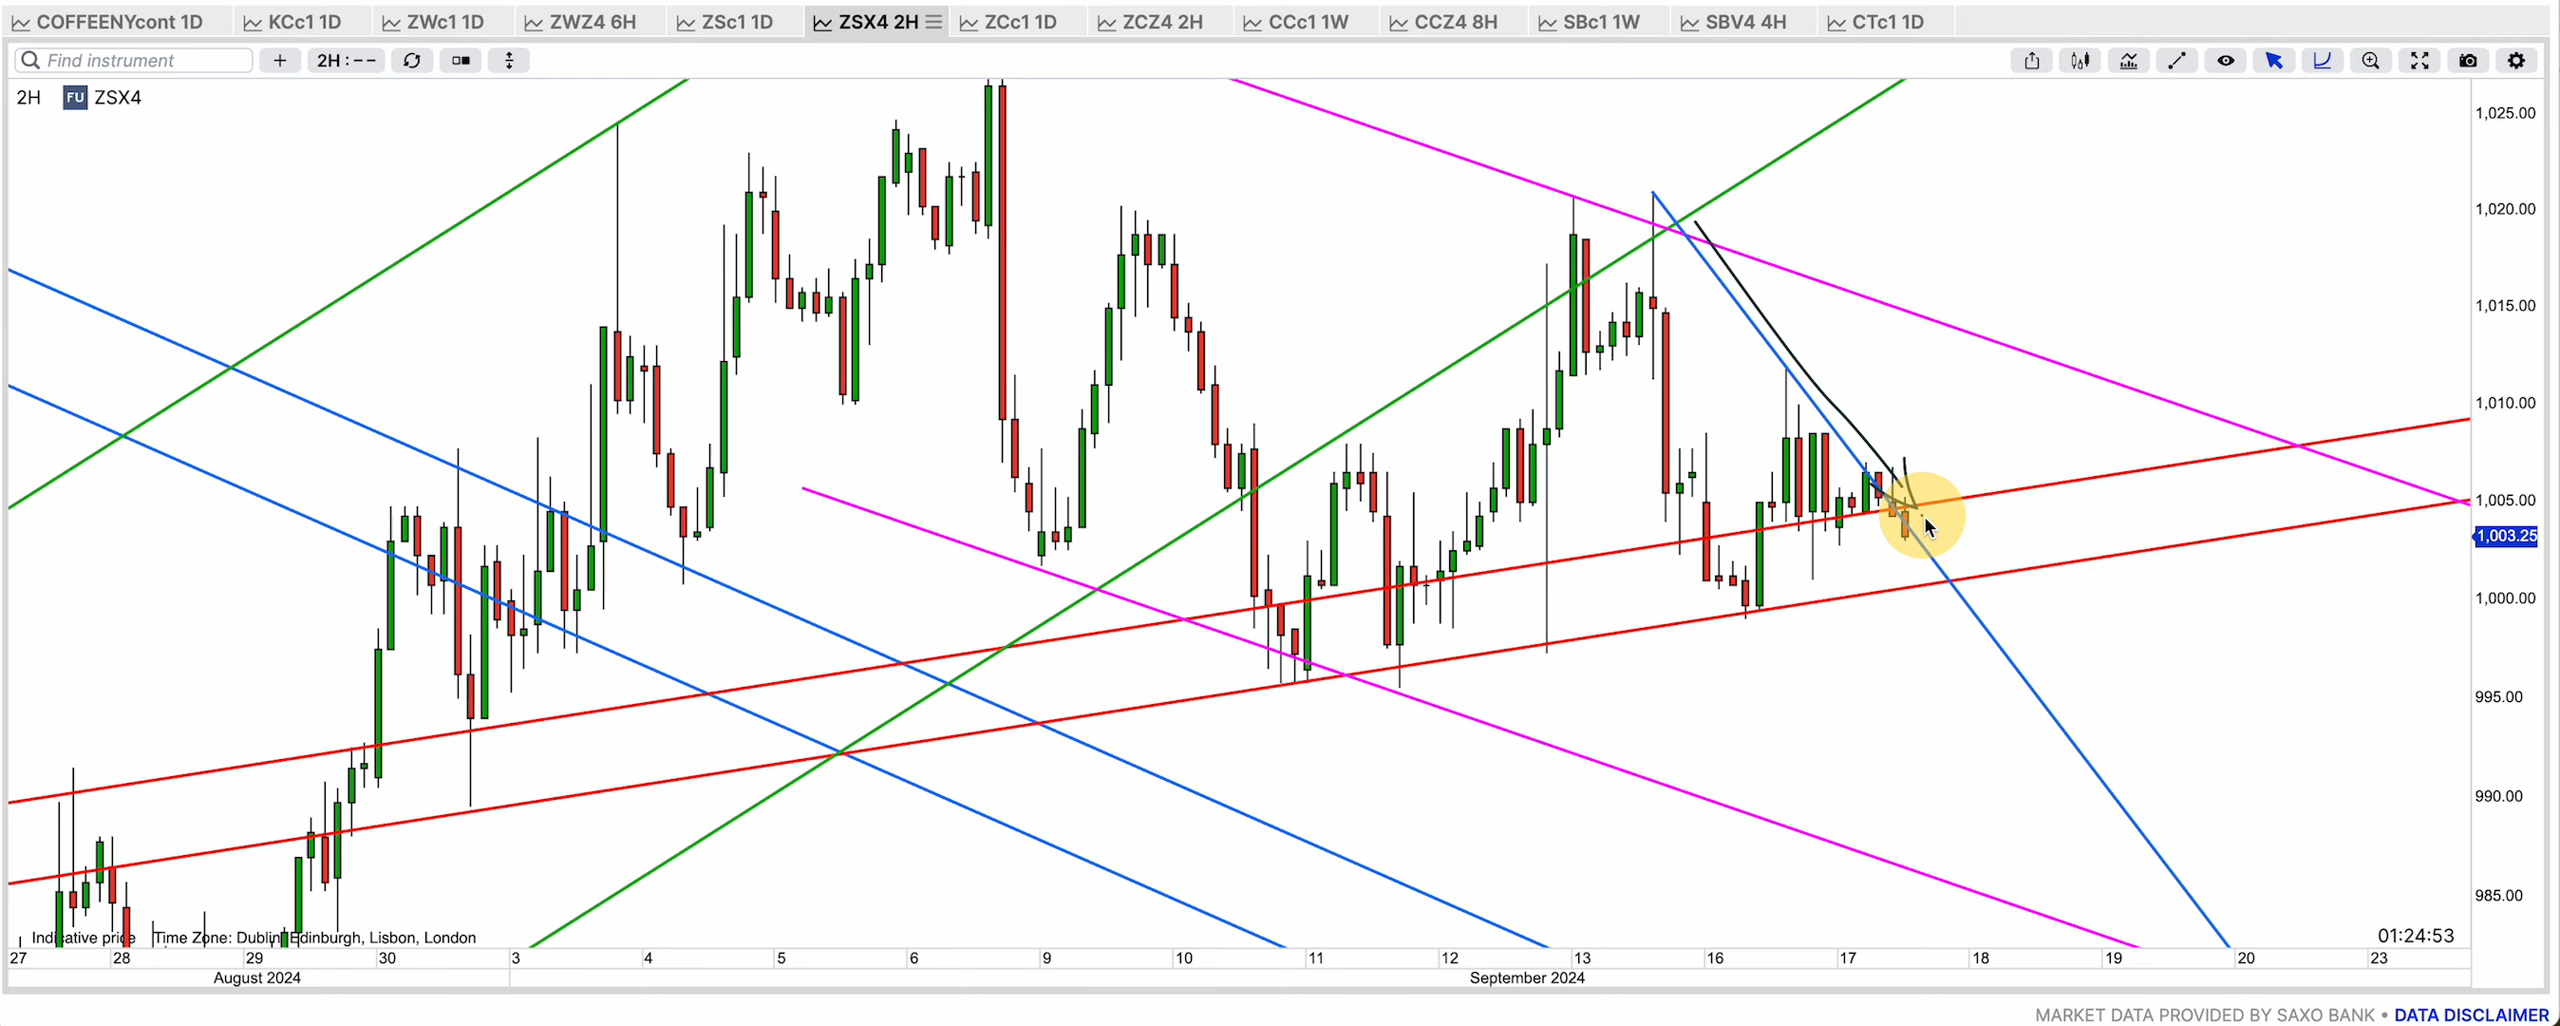 COFFEENYcont 1D KCc1 1D ZWc1 1D ZWZ4 6H ZSc1 1D ZSX4 2H ZCc1 1D ZCZ4 2H CCc1 1W CCZ4 8H SBc1 1W SBV4 4H CTc1 1D
Find instrument + 2H : - -
2H FU ZSX4
1,025.00
1,020.00
1,015.00
1,010.00
1,005.00
1,003.25
1,000.00
995.00
990.00
985.00
Indicative price Time Zone: Dublin, Edinburgh, Lisbon, London 01:24:53
27 28 29 30 3 4 5 6 9 10 11 12 13 16 17 18 19 20 23
August 2024 September 2024
MARKET DATA PROVIDED BY SAXO BANK • DATA DISCLAIMER